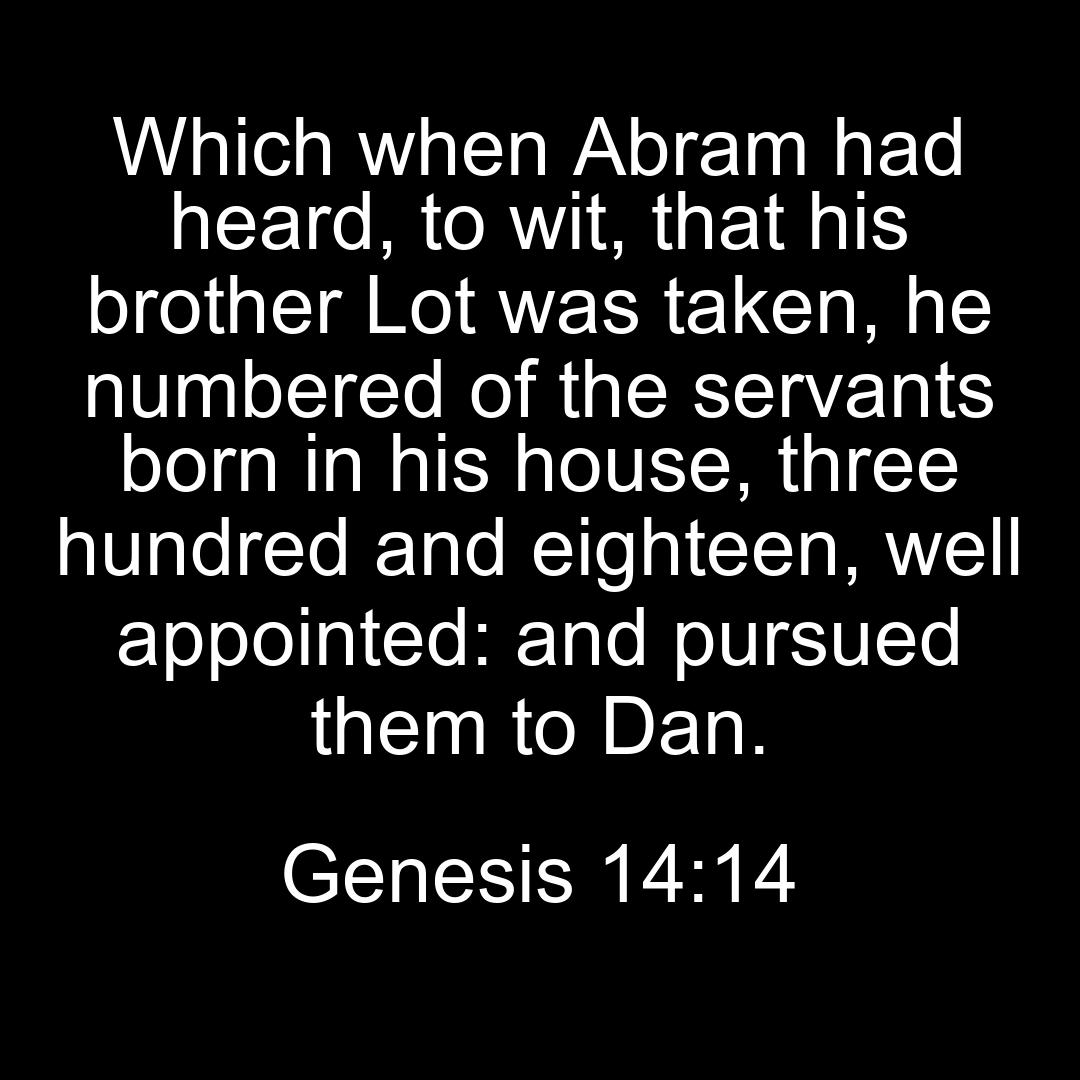 Which when Abram had
heard, to wit, that his
brother Lot was taken, he
numbered of the servants
born in his house, three
hundred and eighteen, well
appointed: and pursued
them to Dan.
Genesis 14:14